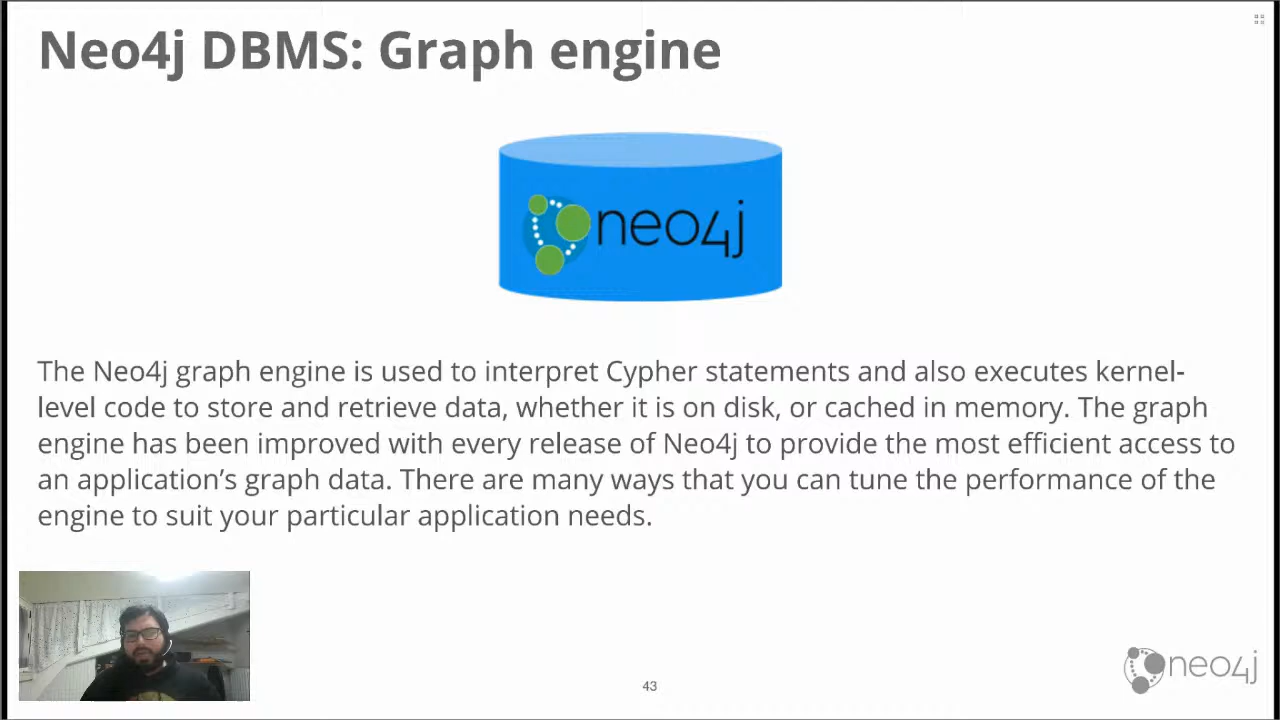 Neo4j DBMS: Graph engine
neo4j
The Neo4j graph engine is used to interpret Cypher statements and also executes kernel-
level code to store and retrieve data, whether it is on disk, or cached in memory. The graph
engine has been improved with every release of Neo4j to provide the most efficient access to
an application’s graph data. There are many ways that you can tune the performance of the
engine to suit your particular application needs.
43
neo4j